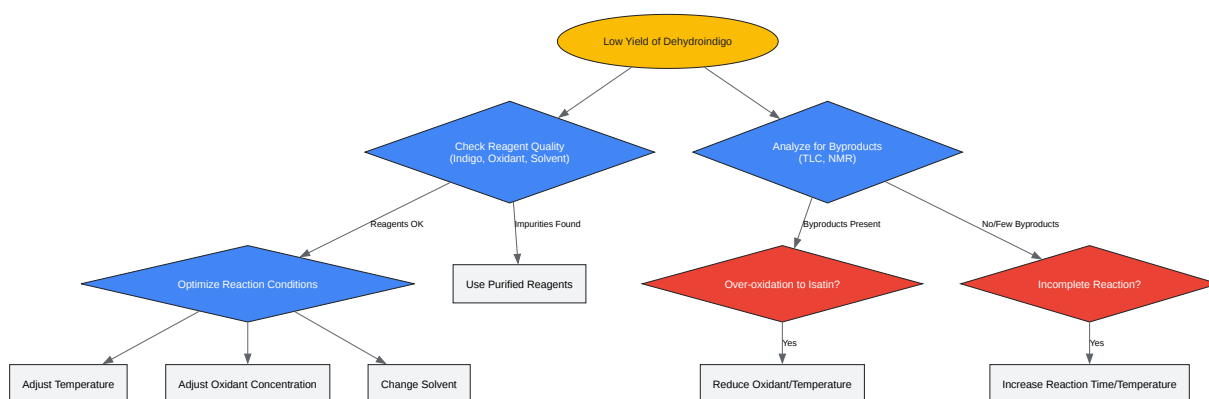 Low Yield of Dehydroindigo
Check Reagent Quality
(Indigo, Oxidant, Solvent)
Analyze for Byproducts
(TLC, NMR)
Reagents OK
Impurities Found
Byproducts Present
No/Few Byproducts
Optimize Reaction Conditions
Use Purified Reagents
Over-oxidation to Isatin?
Incomplete Reaction?
Yes
Yes
Adjust Temperature
Adjust Oxidant Concentration
Change Solvent
Reduce Oxidant/Temperature
Increase Reaction Time/Temperature